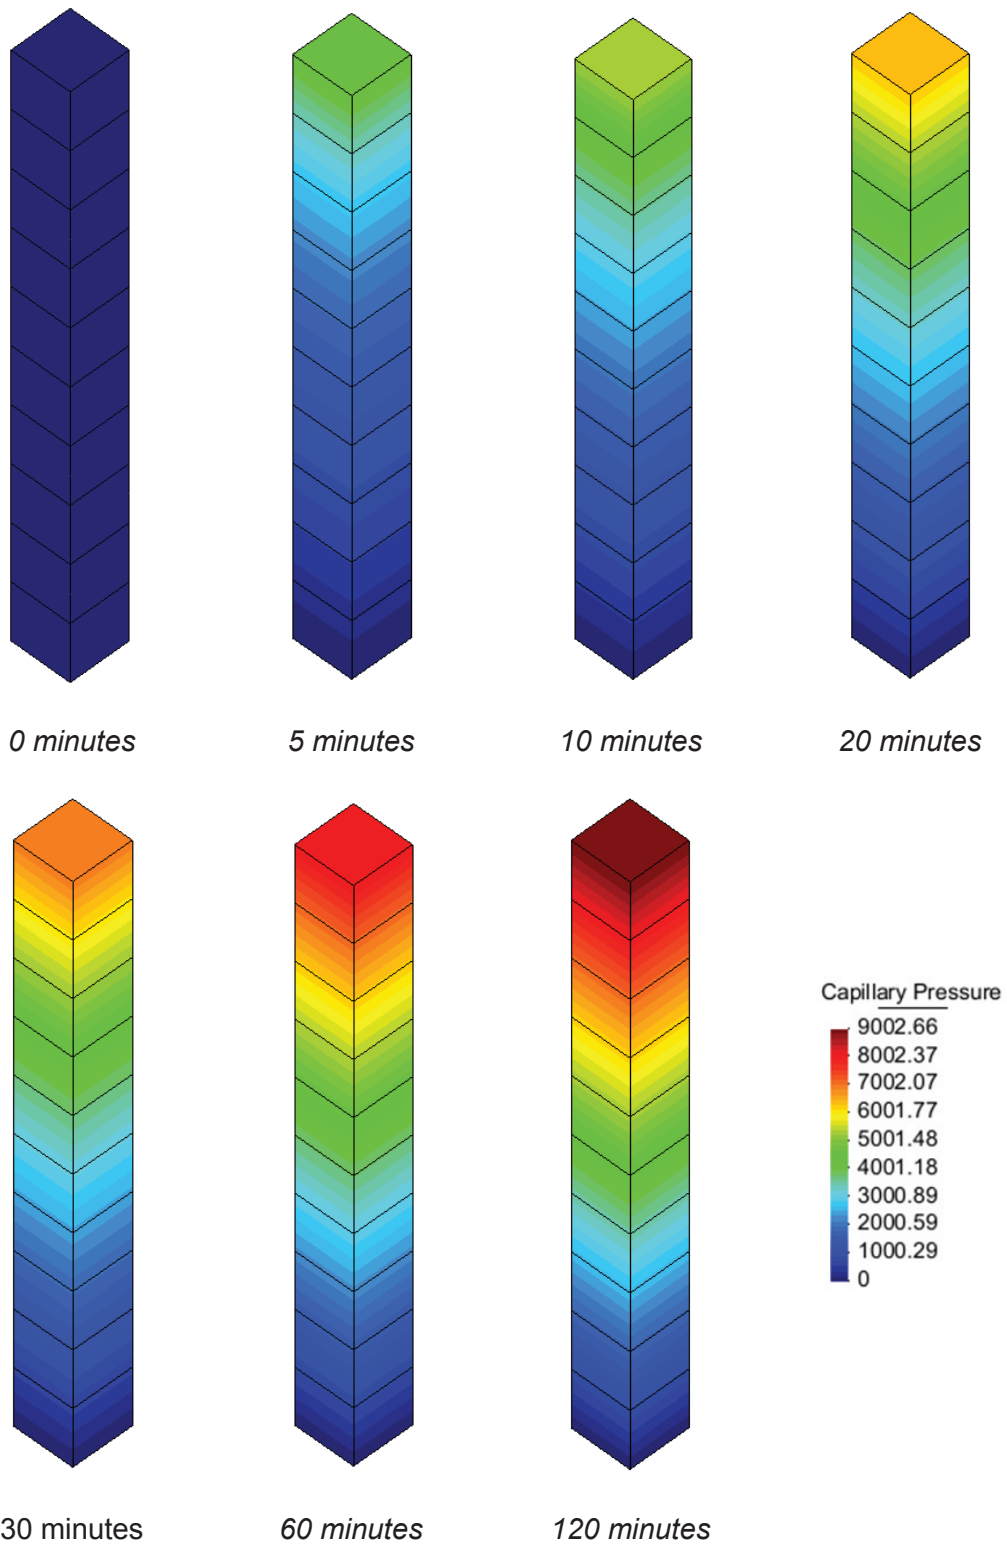 0 minutes
5 minutes
10 minutes
20 minutes
30 minutes
60 minutes
120 minutes
Capillary Pressure
9002.66
8002.37
7002.07
6001.77
5001.48
4001.18
3000.89
2000.59
1000.29
0